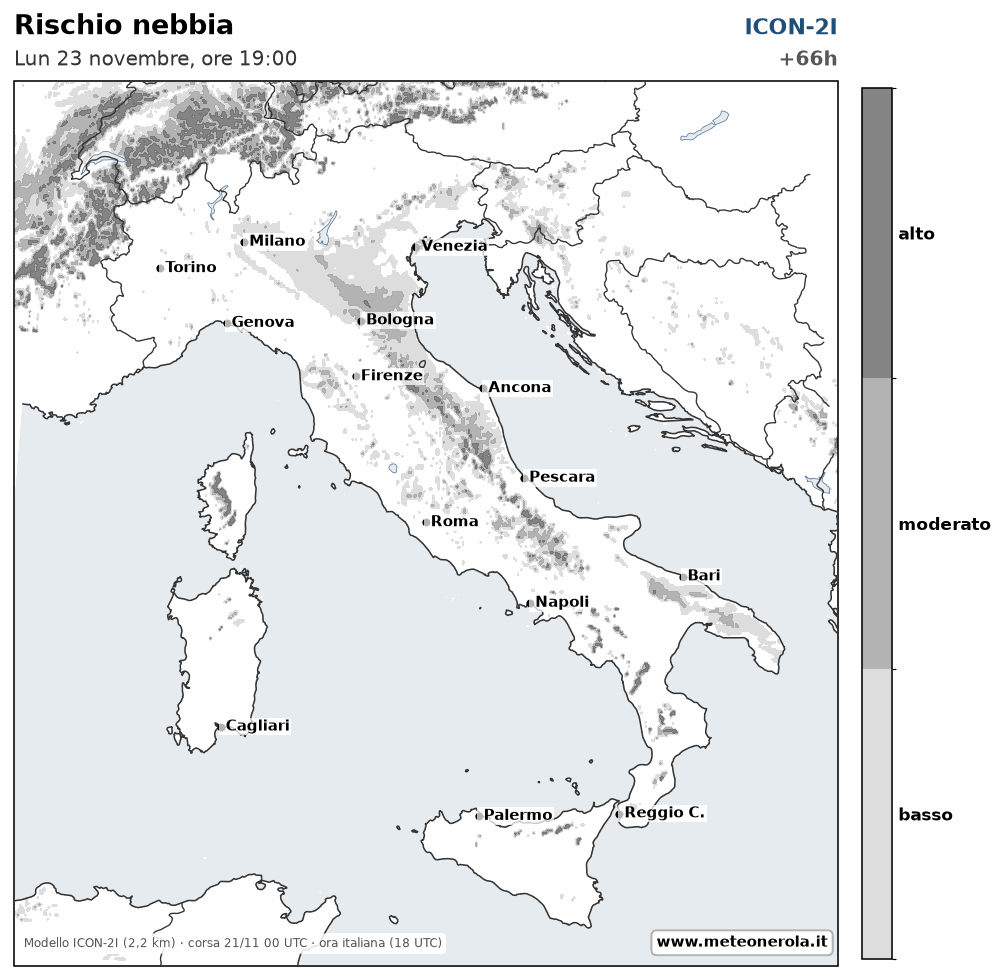 Rischio nebbia
ICON-2I
Lun 23 novembre, ore 19:00
+66h
alto
Milano
Venezia
Torino
Genova
Bologna
Firenze
Ancona
Pescara
Roma
moderato
Bari
Napoli
Cagliari
Palermo
Reggio C.
basso
Modello ICON-2I (2,2 km) · corsa 21/11 00 UTC · ora italiana (18 UTC)
www.meteonerola.it